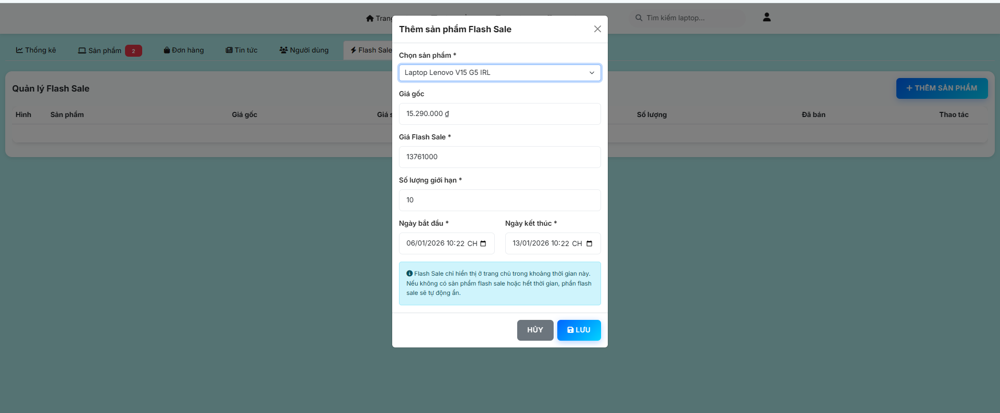 Tìm kiếm laptop...
Thống kê
Sản phẩm 2
Đơn hàng
Tin tức
Người dùng
Flash Sale
Quản lý Flash Sale
+ THÊM SẢN PHẨM
Hình Sản phẩm Giá gốc Số lượng Đã bán Thao tác
Thêm sản phẩm Flash Sale
Chọn sản phẩm *
Laptop Lenovo V15 G5 IRL
Giá gốc
15.290.000 ₫
Giá Flash Sale *
13761000
Số lượng giới hạn *
10
Ngày bắt đầu * Ngày kết thúc *
06/01/2026 10:22 CH 13/01/2026 10:22 CH
Flash Sale chỉ hiển thị ở trang chủ trong khoảng thời gian này.
Nếu không có sản phẩm flash sale hoặc hết thời gian, phần flash
sale sẽ tự động ẩn.
HỦY LƯU